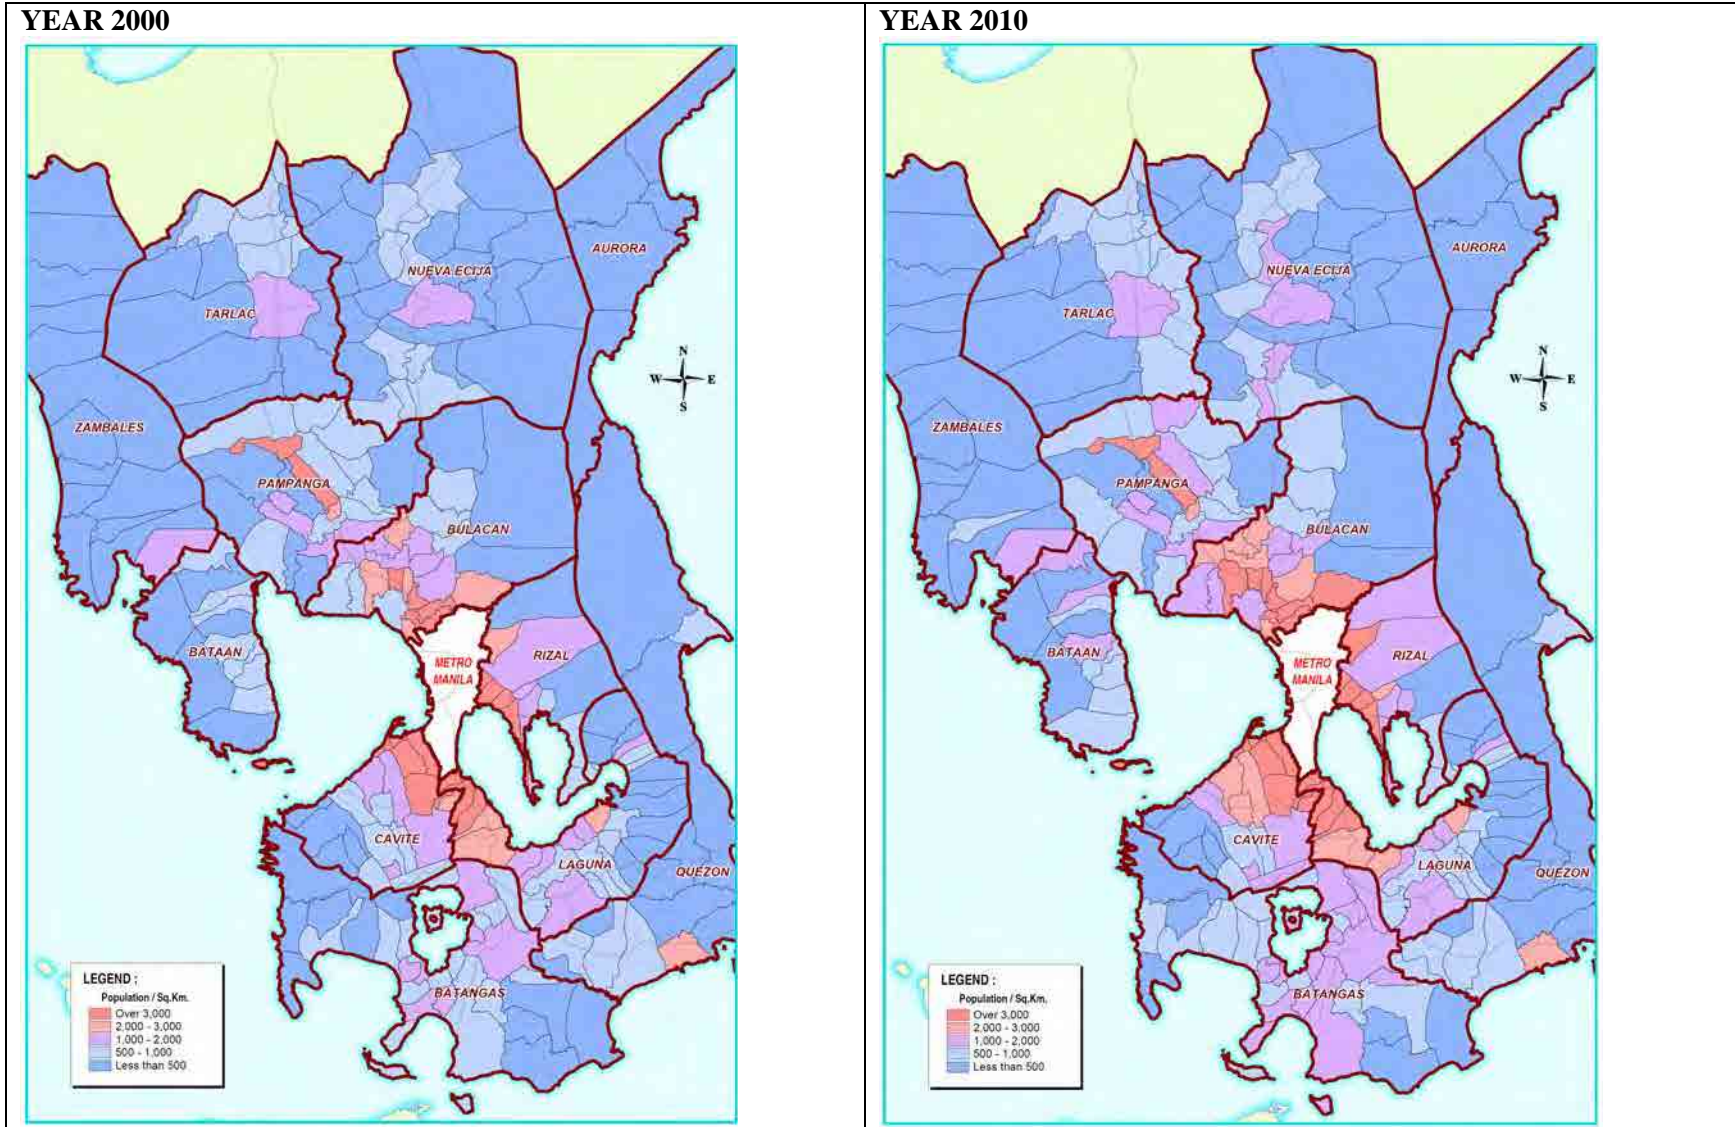 YEAR 2000
AURORA
NUEVA ECIJA
TARLAC
N
W E
S
ZAMBALES
PAMPANGA
BULACAN
BATAAN
RIZAL
METRO
MANILA
CAVITE
LAGUNA
QUEZON
BATANGAS
LEGEND :
Population / Sq.Km.
Over 3,000
2,000 - 3,000
1,000 - 2,000
500 - 1,000
Less than 500
YEAR 2010
AURORA
NUEVA ECIJA
TARLAC
N
W E
S
ZAMBALES
PAMPANGA
BULACAN
BATAAN
RIZAL
METRO
MANILA
CAVITE
LAGUNA
QUEZON
BATANGAS
LEGEND :
Population / Sq.Km.
Over 3,000
2,000 - 3,000
1,000 - 2,000
500 - 1,000
Less than 500